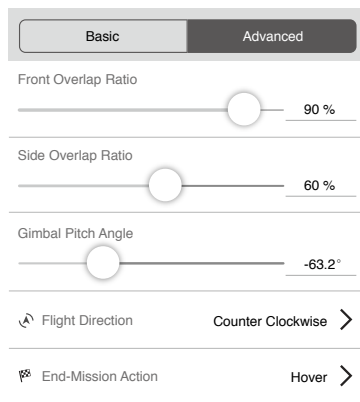 Basic Advanced
Front Overlap Ratio
90 %
Side Overlap Ratio
60 %
Gimbal Pitch Angle
-63.2°
Flight Direction Counter Clockwise
End-Mission Action Hover